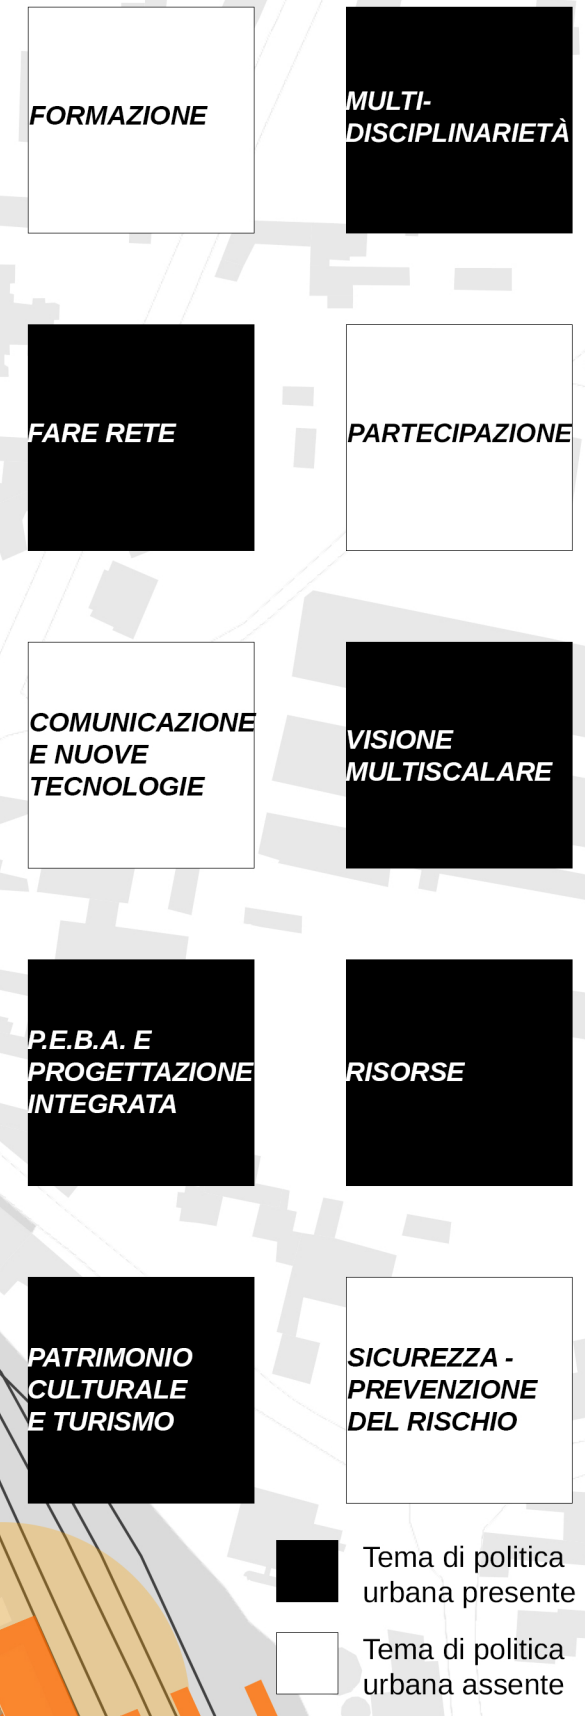 FORMAZIONE
MULTI-
DISCIPLINARIETÀ
FARE RETE
PARTECIPAZIONE
COMUNICAZIONE
E NUOVE
TECNOLOGIE
VISIONE
MULTISCALARE
P.E.B.A. E
PROGETTAZIONE
INTEGRATA
RISORSE
PATRIMONIO
CULTURALE
E TURISMO
SICUREZZA -
PREVENZIONE
DEL RISCHIO
Tema di politica
urbana presente
Tema di politica
urbana assente